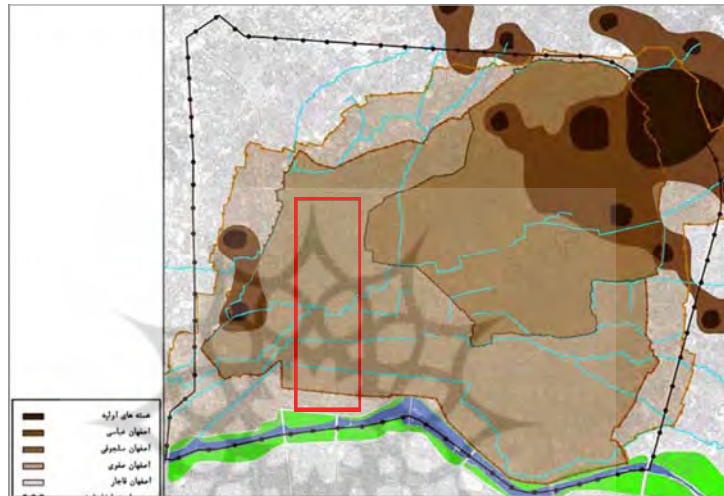 هسته های اولیه
اصفهان عباسی
اصفهان سلجوقی
اصفهان صفوی
اصفهان قاجار